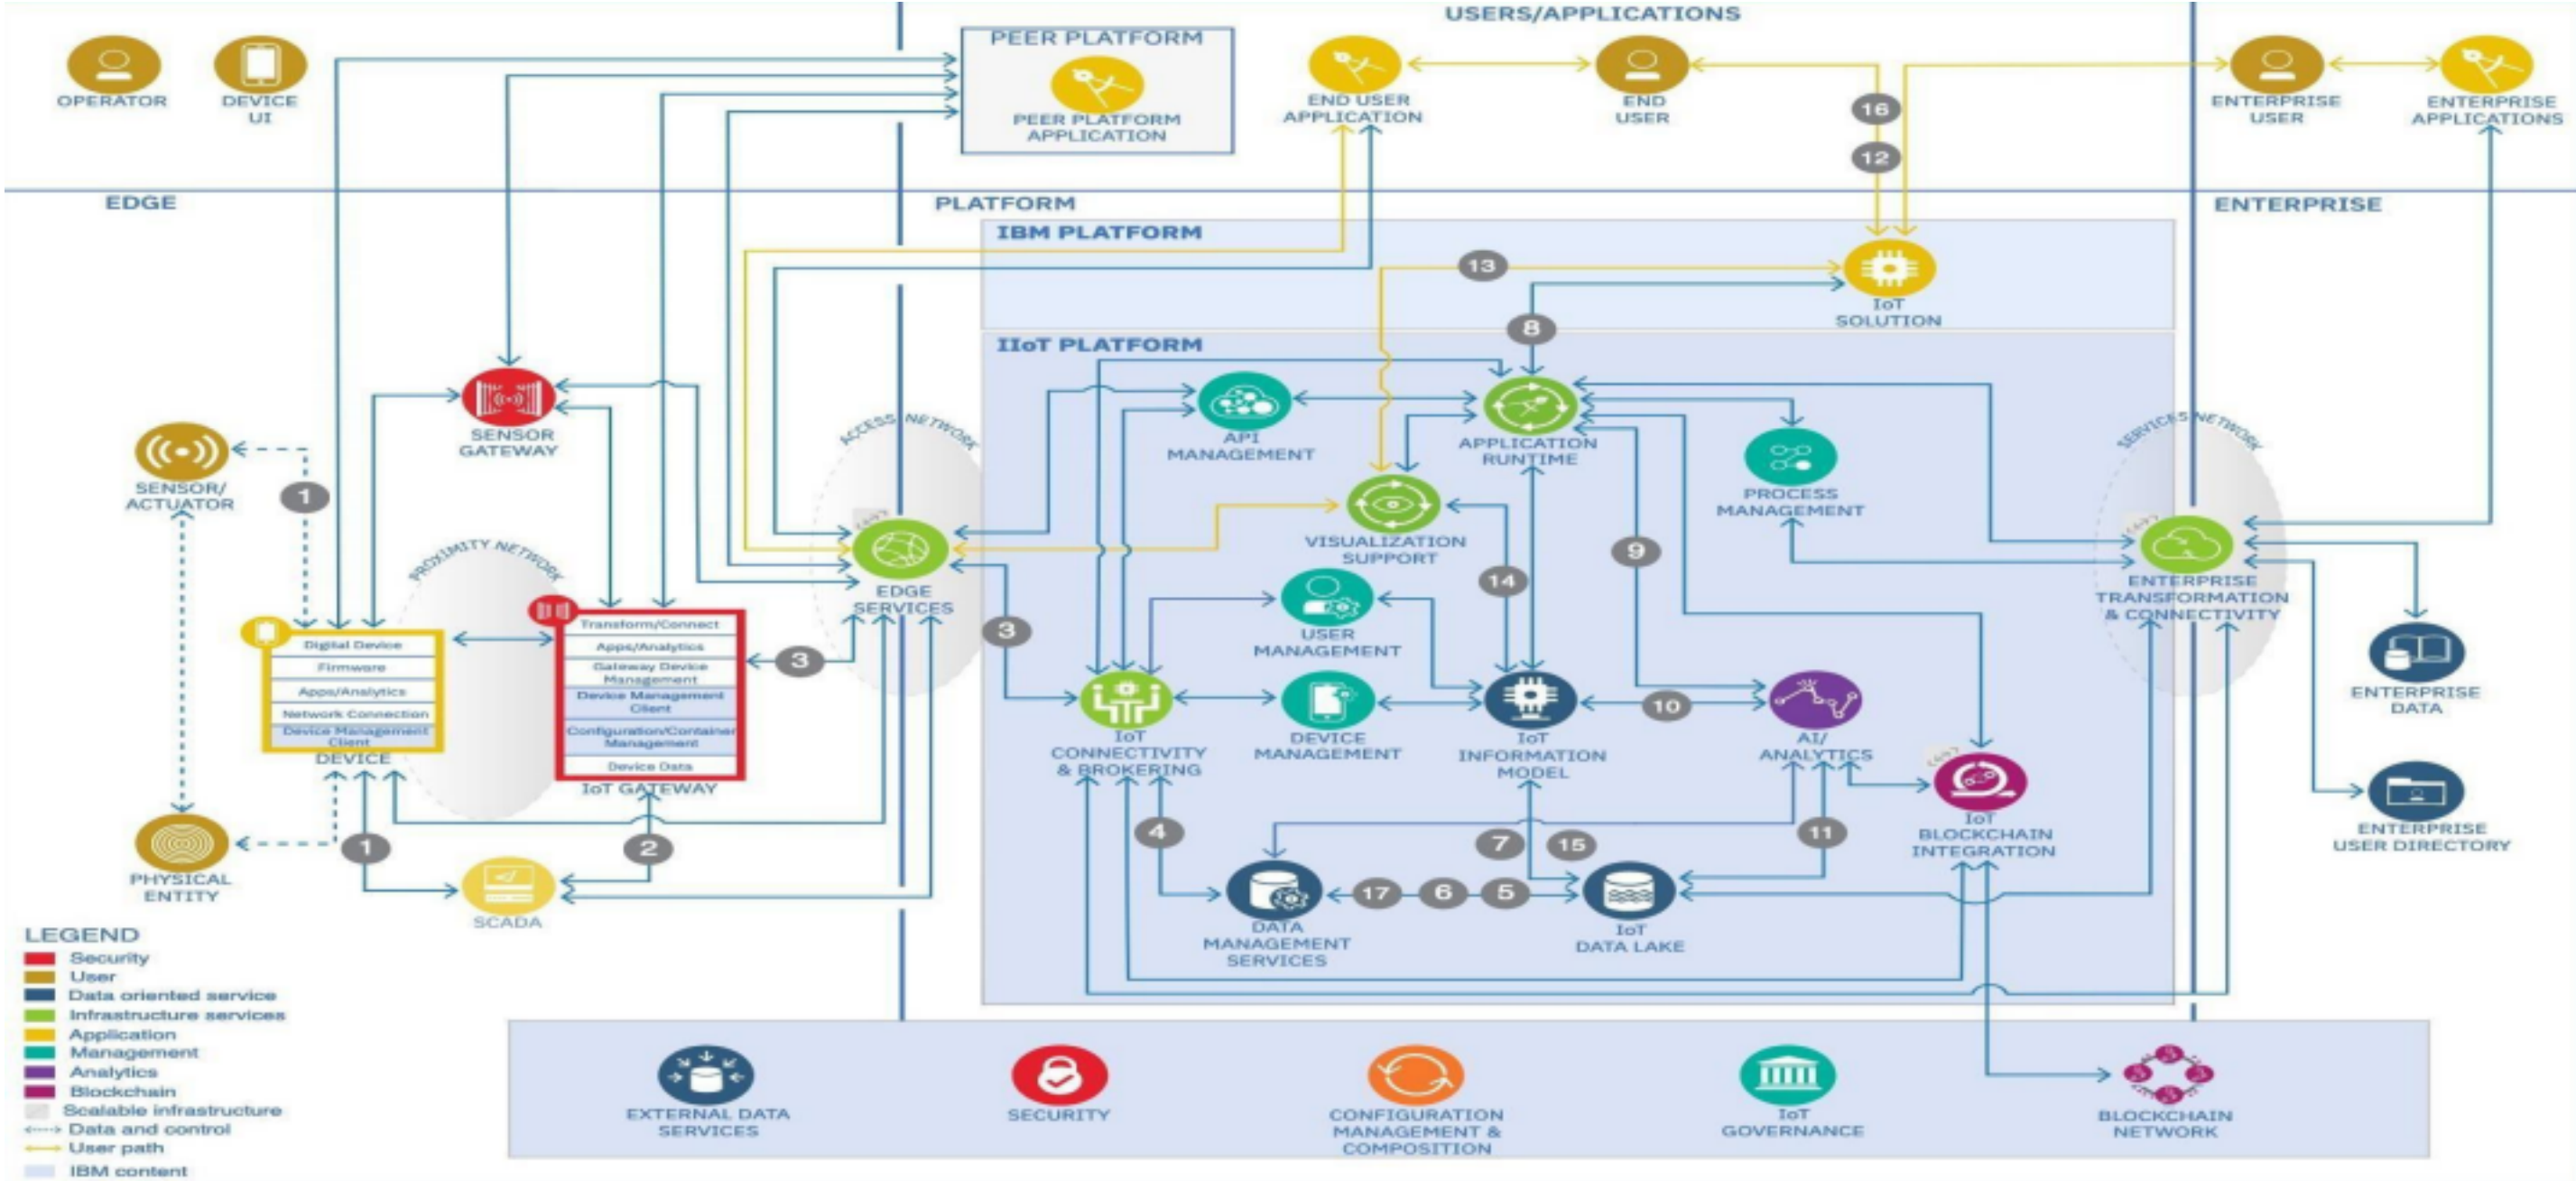 USERS/APPLICATIONS
OPERATOR
DEVICE
UI
PEER PLATFORM
PEER PLATFORM
APPLICATION
END USER
APPLICATION
END
USER
16
12
ENTERPRISE
USER
ENTERPRISE
APPLICATIONS
EDGE
PLATFORM
ENTERPRISE
IBM PLATFORM
13
IoT
SOLUTION
8
IIoT PLATFORM
SENSOR
GATEWAY
ACCESS NETWORK
API
MANAGEMENT
APPLICATION
RUNTIME
PROCESS
MANAGEMENT
SERVICES NETWORK
SENSOR/
ACTUATOR
1
PROXIMITY NETWORK
EDGE
SERVICES
VISUALIZATION
SUPPORT
14
9
ENTERPRISE
TRANSFORMATION
& CONNECTIVITY
Digital Device
Firmware
Apps/Analytics
Network Connection
Device Management
Client
DEVICE
Transform/Connect
Apps/Analytics
Gateway Device
Management
Device Management
Client
Configuration/Container
Management
Device Data
IoT GATEWAY
3
3
USER
MANAGEMENT
IoT
CONNECTIVITY
& BROKERING
DEVICE
MANAGEMENT
IoT
INFORMATION
MODEL
10
AI/
ANALYTICS
ENTERPRISE
DATA
PHYSICAL
ENTITY
1
SCADA
2
4
7
15
11
IoT
BLOCKCHAIN
INTEGRATION
ENTERPRISE
USER DIRECTORY
DATA
MANAGEMENT
SERVICES
17
6
5
IoT
DATA LAKE
LEGEND
Security
User
Data oriented service
Infrastructure services
Application
Management
Analytics
Blockchain
Scalable infrastructure
Data and control
User path
IBM content
EXTERNAL DATA
SERVICES
SECURITY
CONFIGURATION
MANAGEMENT &
COMPOSITION
IoT
GOVERNANCE
BLOCKCHAIN
NETWORK